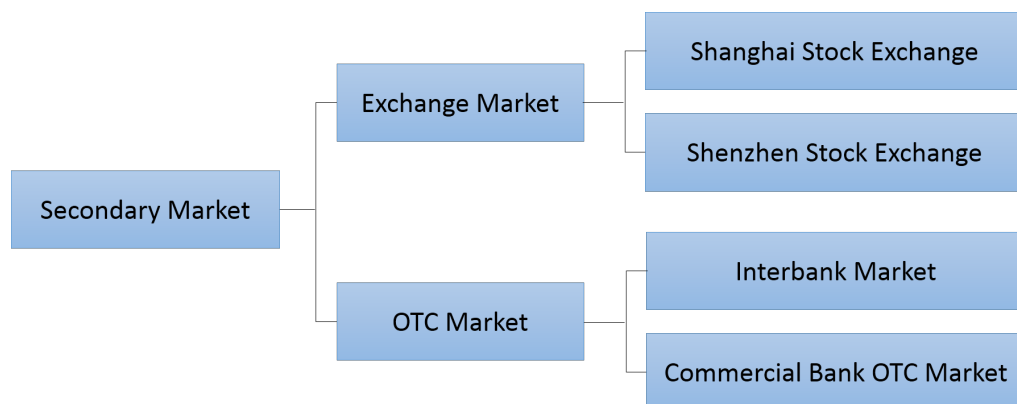 Shanghai Stock Exchange
Exchange Market
Shenzhen Stock Exchange
Secondary Market
Interbank Market
OTC Market
Commercial Bank OTC Market